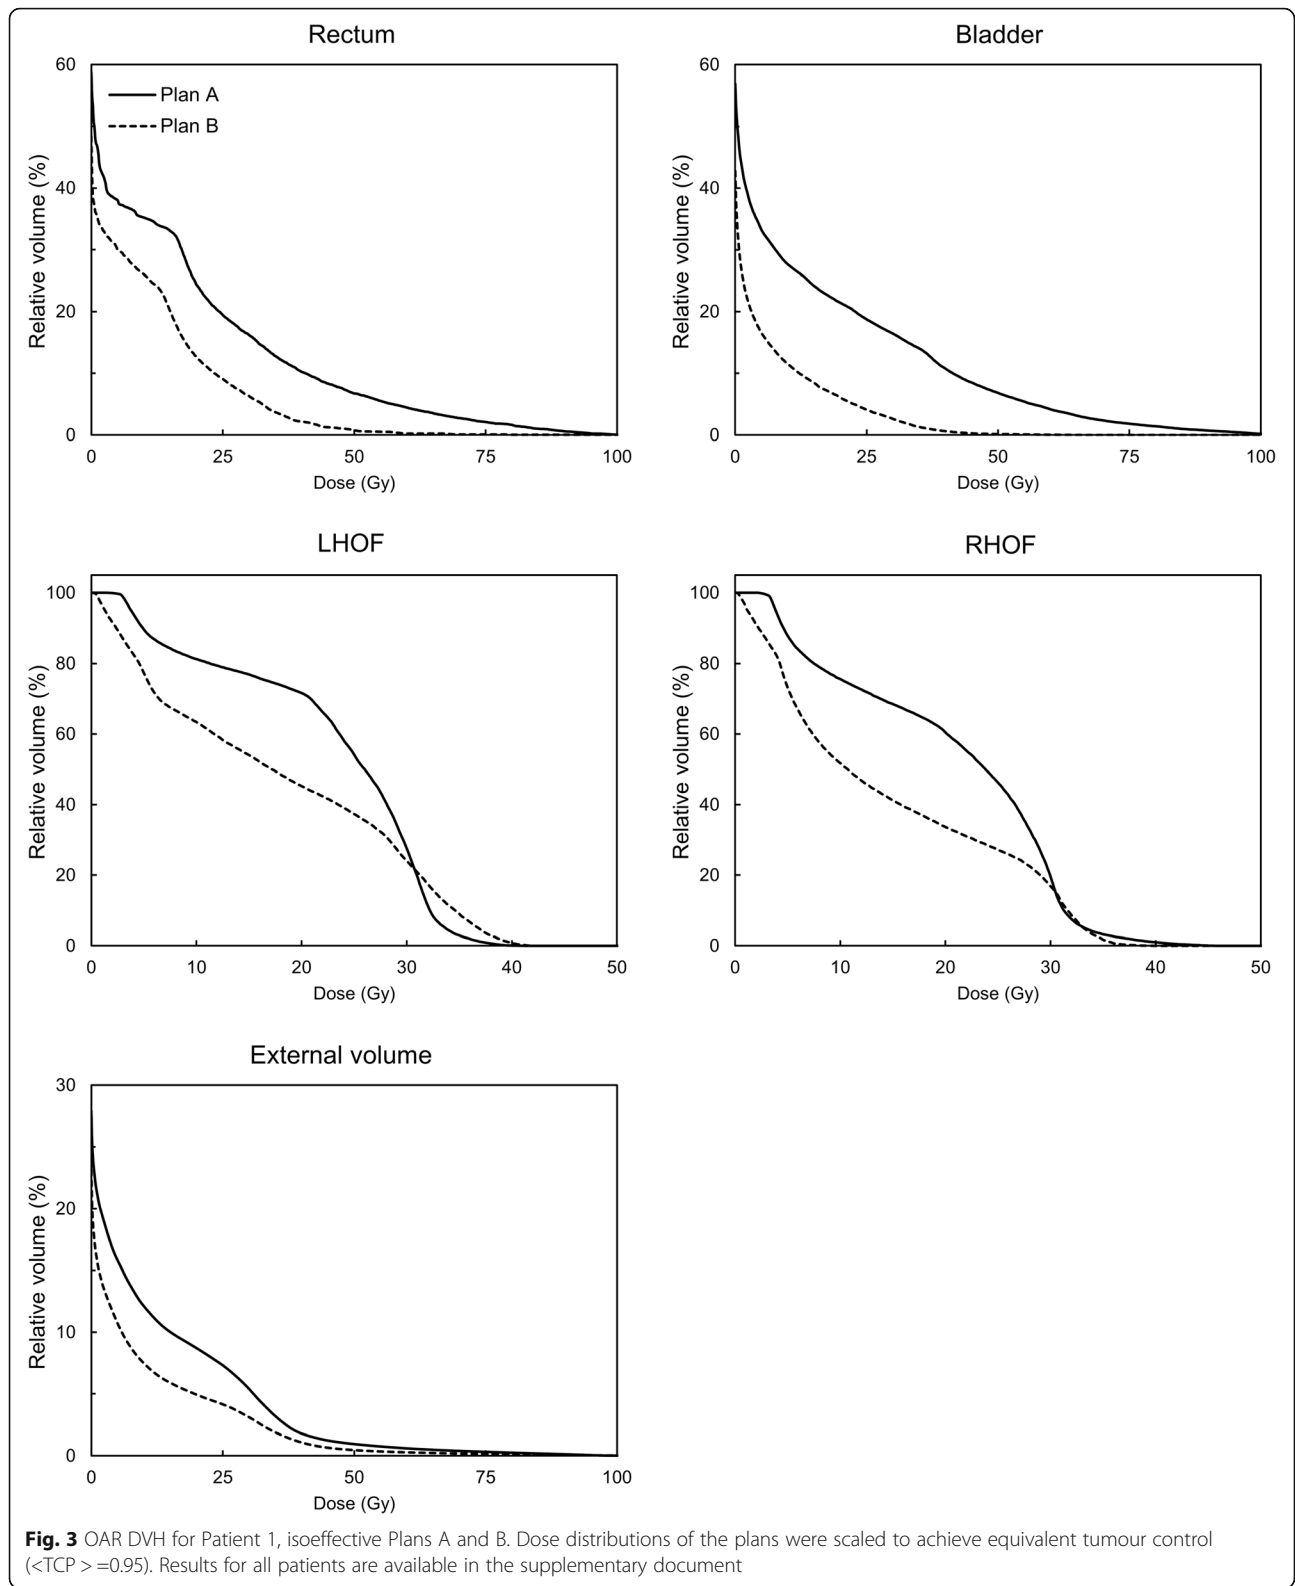 Rectum
60
40
20
0
Relative volume (%)
Plan A
Plan B
0 25 50 75 100
Dose (Gy)
Bladder
60
40
20
0
Relative volume (%)
0 25 50 75 100
Dose (Gy)
LHOF
100
80
60
40
20
0
Relative volume (%)
0 10 20 30 40 50
Dose (Gy)
RHOF
100
80
60
40
20
0
Relative volume (%)
0 10 20 30 40 50
Dose (Gy)
External volume
30
20
10
0
Relative volume (%)
0 25 50 75 100
Dose (Gy)
Fig. 3 OAR DVH for Patient 1, isoeffective Plans A and B. Dose distributions of the plans were scaled to achieve equivalent tumour control
(<TCP > =0.95). Results for all patients are available in the supplementary document